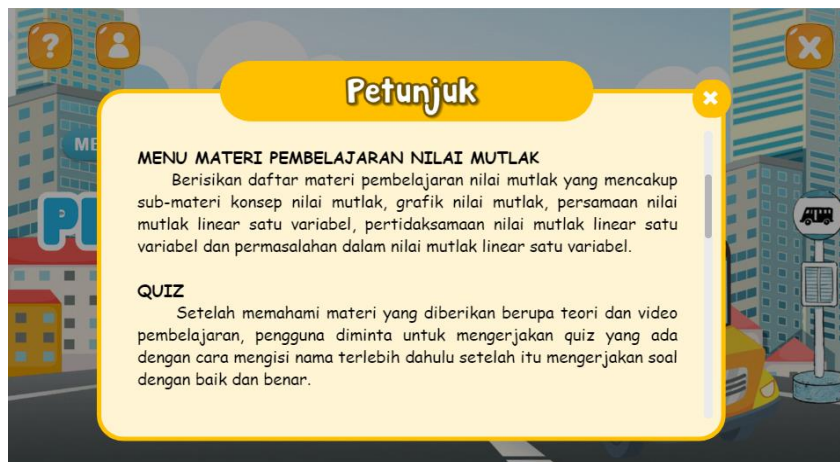 ?
Petunjuk
ME
MENU MATERI PEMBELAJARAN NILAI MUTLAK
Berisikan daftar materi pembelajaran nilai mutlak yang mencakup
sub-materi konsep nilai mutlak, grafik nilai mutlak, persamaan nilai
mutlak linear satu variabel, pertidaksamaan nilai mutlak linear satu
variabel dan permasalahan dalam nilai mutlak linear satu variabel.
QUIZ
Setelah memahami materi yang diberikan berupa teori dan video
pembelajaran, pengguna diminta untuk mengerjakan quiz yang ada
dengan cara mengisi nama terlebih dahulu setelah itu mengerjakan soal
dengan baik dan benar.